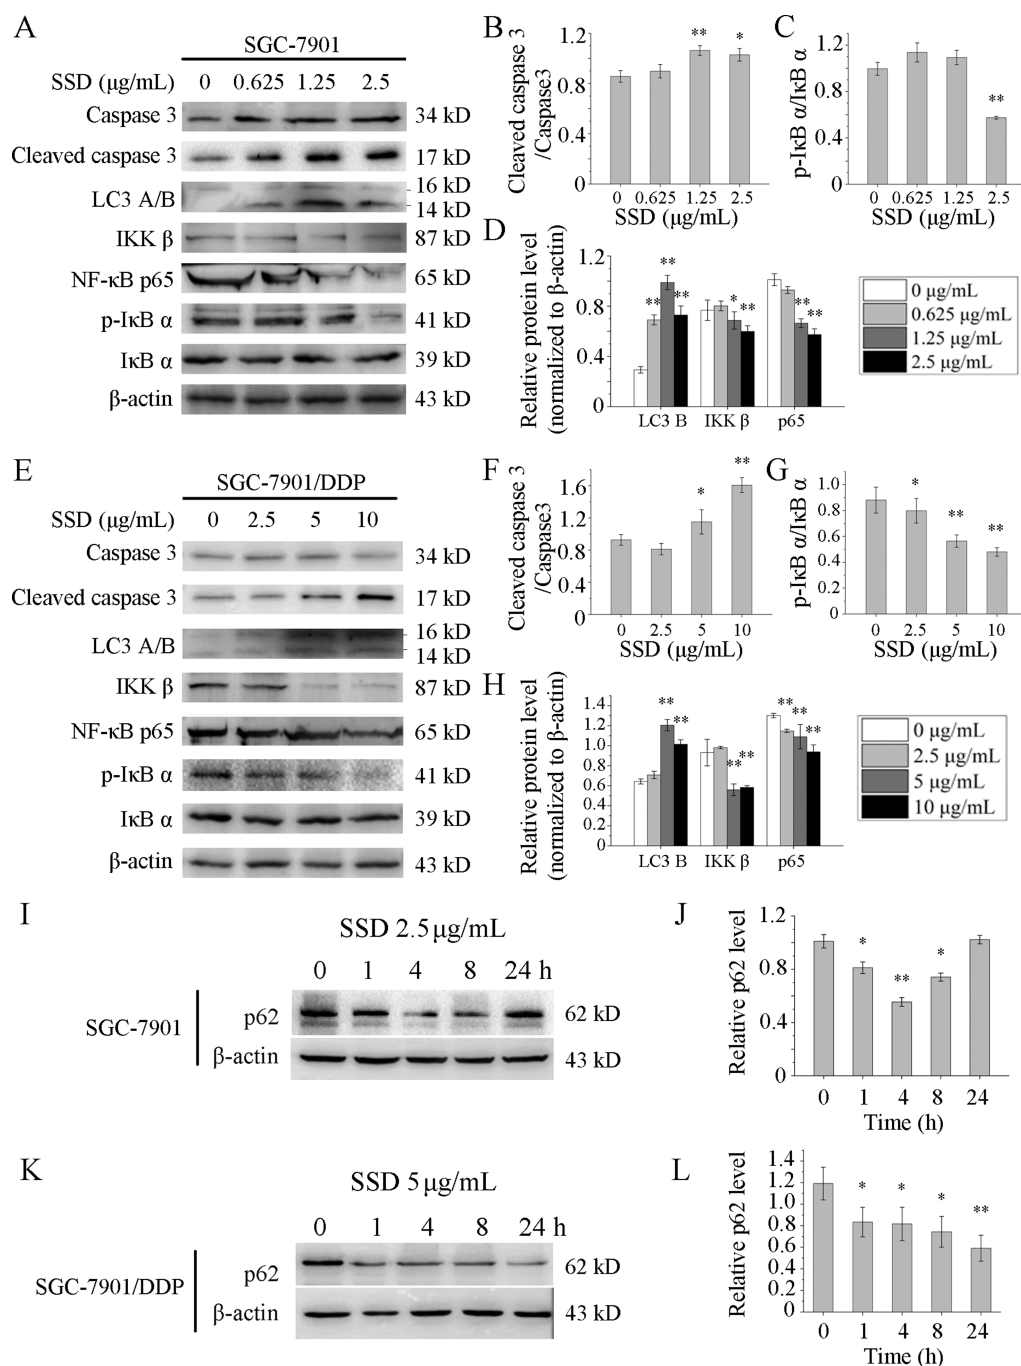 A
SGC-7901
SSD (μg/mL) 0 0.625 1.25 2.5
Caspase 3 34 kD
Cleaved caspase 3 17 kD
LC3 A/B 16 kD
14 kD
IKK β 87 kD
NF-κB p65 65 kD
p-IκB α 41 kD
IκB α 39 kD
β-actin 43 kD
B
Cleaved caspase 3
/Caspase3
1.2
0.8
0.4
0
** *
0 0.625 1.25 2.5
SSD (μg/mL)
C
p-IκB α/IκB α
1.2
0.8
0.4
0
**
0 0.625 1.25 2.5
SSD (μg/mL)
D
Relative protein level
(normalized to β-actin)
1.2
0.8
0.4
0
** ** ** * ** ** **
LC3 B IKK β p65
0 μg/mL
0.625 μg/mL
1.25 μg/mL
2.5 μg/mL
E
SGC-7901/DDP
SSD (μg/mL) 0 2.5 5 10
Caspase 3 34 kD
Cleaved caspase 3 17 kD
LC3 A/B 16 kD
14 kD
IKK β 87 kD
NF-κB p65 65 kD
p-IκB α 41 kD
IκB α 39 kD
β-actin 43 kD
F
Cleaved caspase 3
/Caspase3
1.6
1.2
0.8
0
* **
0 2.5 5 10
SSD (μg/mL)
G
p-IκB α/IκB α
1.0
0.8
0.6
0.4
0.2
0
* ** **
0 2.5 5 10
SSD (μg/mL)
H
Relative protein level
(normalized to β-actin)
1.4
1.2
1.0
0.8
0.6
0.4
0.2
0
** ** ** ** ** ** **
LC3 B IKK β p65
0 μg/mL
2.5 μg/mL
5 μg/mL
10 μg/mL
I
SSD 2.5 μg/mL
0 1 4 8 24 h
SGC-7901
p62 62 kD
β-actin 43 kD
J
Relative p62 level
1.2
0.8
0.4
0
* ** *
0 1 4 8 24
Time (h)
K
SSD 5 μg/mL
0 1 4 8 24 h
SGC-7901/DDP
p62 62 kD
β-actin 43 kD
L
Relative p62 level
1.4
1.2
1.0
0.8
0.6
0.4
0.2
0
* * * **
0 1 4 8 24
Time (h)